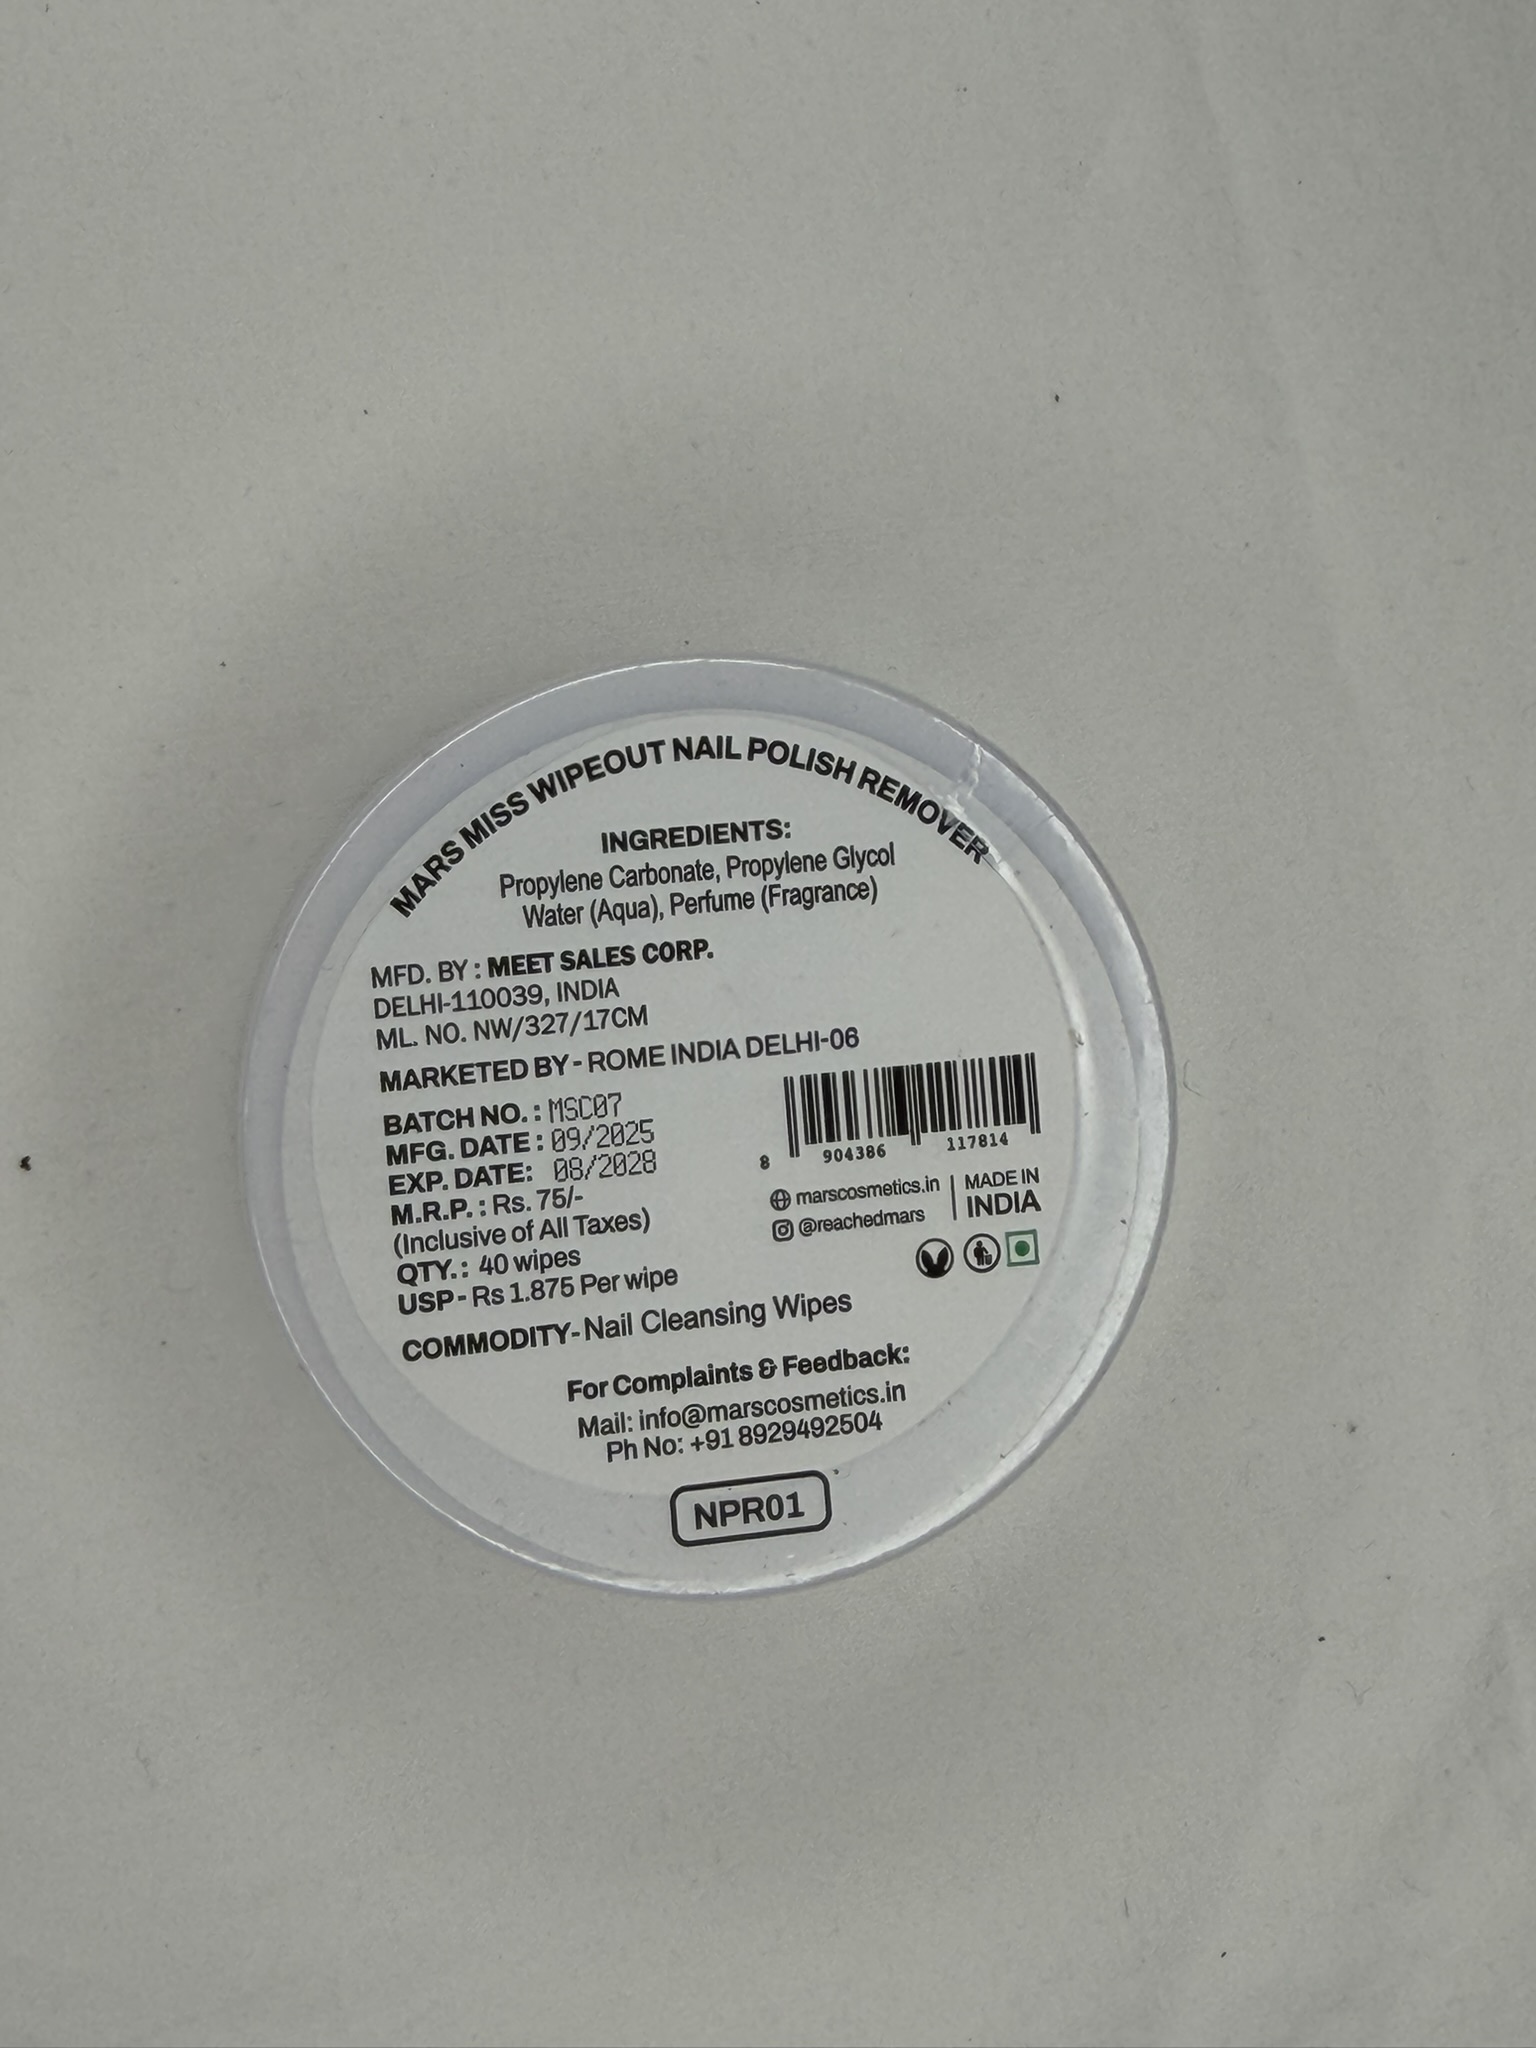 MARS MISS WIPEOUT NAIL POLISH REMOVER
INGREDIENTS:
Propylene Carbonate, Propylene Glycol
Water (Aqua), Perfume (Fragrance)
MFD. BY : MEET SALES CORP.
DELHI-110039, INDIA
ML. NO. NW/327/17CM
MARKETED BY - ROME INDIA DELHI-06
BATCH NO. : MSC07
MFG. DATE : 09/2025
EXP. DATE: 08/2028
M.R.P. : Rs. 75/-
(Inclusive of All Taxes)
QTY. : 40 wipes
USP - Rs 1.875 Per wipe
8 904386 117814
marscosmetics.in
@reachedmars
MADE IN
INDIA
COMMODITY- Nail Cleansing Wipes
For Complaints & Feedback:
Mail: info@marscosmetics.in
Ph No: +91 8929492504
NPR01